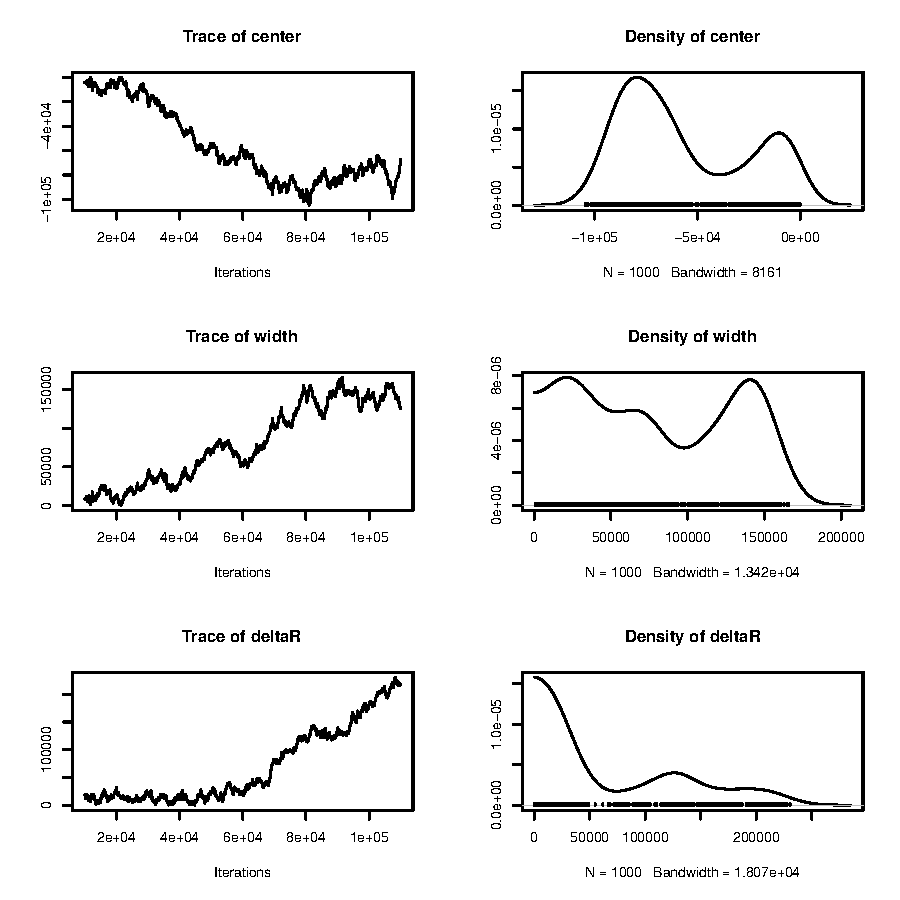 Trace of center
−1e+05 −4e+04
2e+04 4e+04 6e+04 8e+04 1e+05
Iterations
Density of center
0.0e+00 1.0e−05
−1e+05 −5e+04 0e+00
N = 1000 Bandwidth = 8161
Trace of width
0 50000 150000
2e+04 4e+04 6e+04 8e+04 1e+05
Iterations
Density of width
0e+00 4e−06 8e−06
0 50000 100000 150000 200000
N = 1000 Bandwidth = 1.342e+04
Trace of deltaR
0 100000
2e+04 4e+04 6e+04 8e+04 1e+05
Iterations
Density of deltaR
0.0e+00 1.0e−05
0 50000 100000 200000
N = 1000 Bandwidth = 1.807e+04